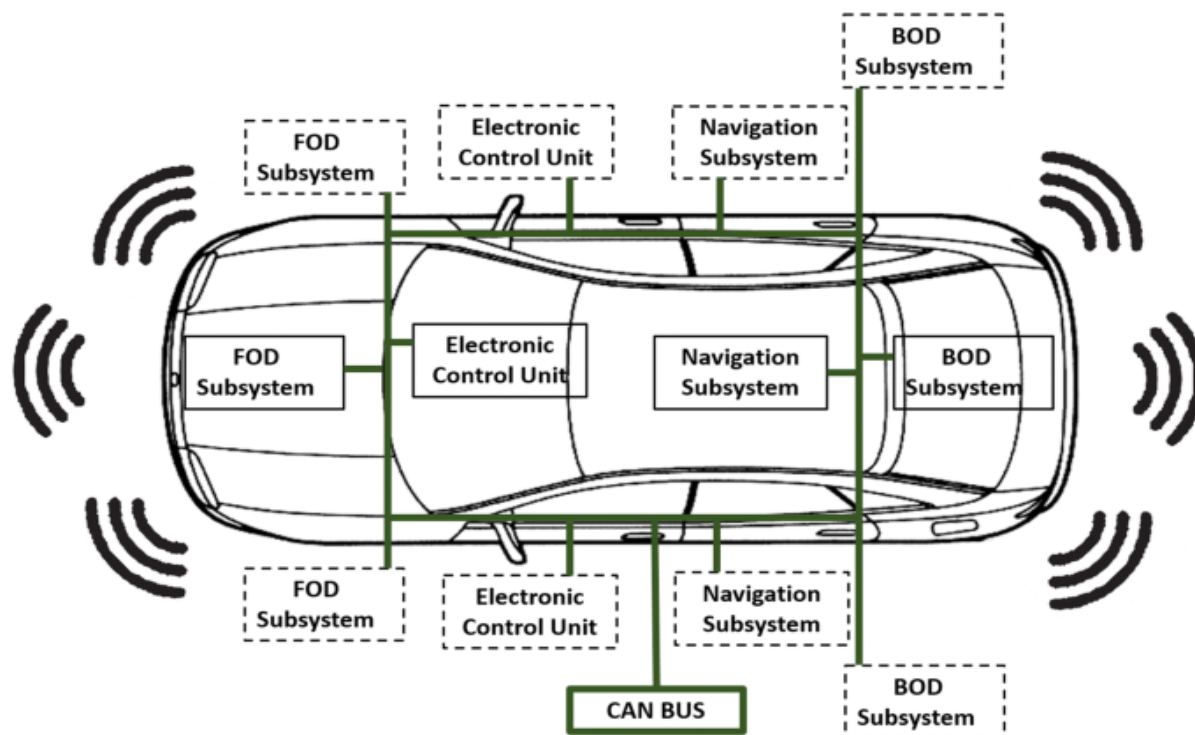 BOD
Subsystem
FOD
Subsystem
Electronic
Control Unit
Navigation
Subsystem
FOD
Subsystem
Electronic
Control Unit
Navigation
Subsystem
BOD
Subsystem
FOD
Subsystem
Electronic
Control Unit
Navigation
Subsystem
BOD
Subsystem
CAN BUS